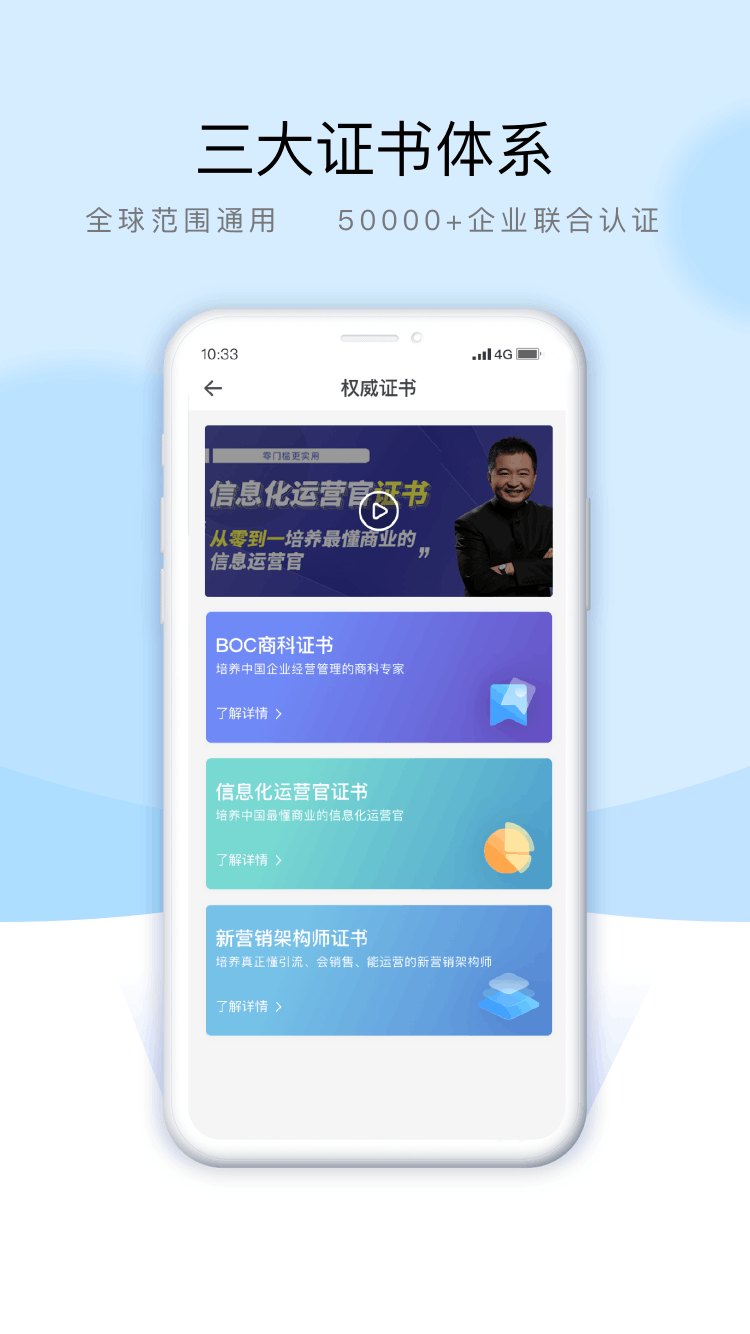 三大证书体系
全球范围通用 50000+企业联合认证
10:33 4G
权威证书
零门槛更实用
信息化运营官证书
从零到一培养最懂商业的
信息运营官”
BOC商科证书
培养中国企业经营管理的商科专家
了解详情
信息化运营官证书
培养中国最懂商业的信息化运营官
了解详情
新营销架构师证书
培养真正懂引流、会销售、能运营的新营销架构师
了解详情